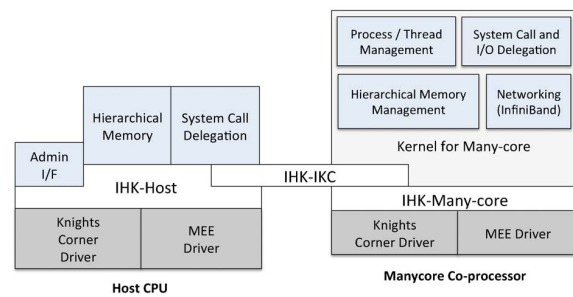 Process / Thread
Management
System Call and
I/O Delegation
Hierarchical Memory
Management
Networking
(InfiniBand)
Kernel for Many-core
Hierarchical
Memory
System Call
Delegation
Admin
I/F
IHK-Host
IHK-IKC
IHK-Many-core
Knights
Corner
Driver
MEE
Driver
Knights
Corner Driver
MEE Driver
Host CPU
Manycore Co-processor